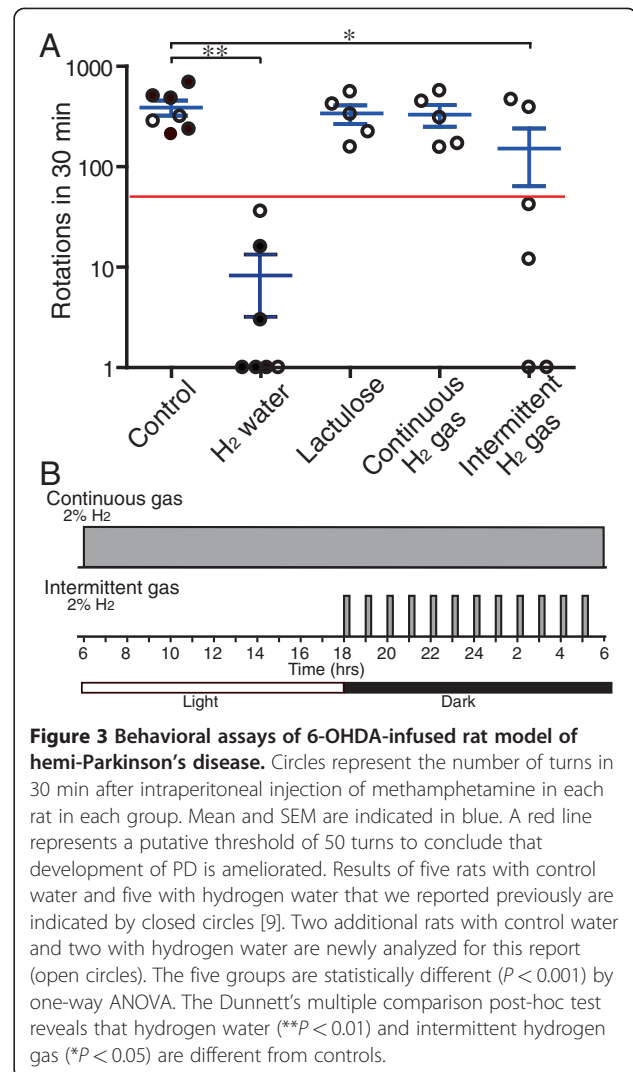 A
**
*
1000
100
10
1
Rotations in 30 min
Control
H2 water
Lactulose
Continuous
H2 gas
Intermittent
H2 gas
B
Continuous gas
2% H2
Intermittent gas
2% H2
6 8 10 12 14 16 18 20 22 24 2 4 6
Time (hrs)
Light Dark
Figure 3 Behavioral assays of 6-OHDA-infused rat model of
hemi-Parkinson's disease. Circles represent the number of turns in
30 min after intraperitoneal injection of methamphetamine in each
rat in each group. Mean and SEM are indicated in blue. A red line
represents a putative threshold of 50 turns to conclude that
development of PD is ameliorated. Results of five rats with control
water and five with hydrogen water that we reported previously are
indicated by closed circles [9]. Two additional rats with control water
and two with hydrogen water are newly analyzed for this report
(open circles). The five groups are statistically different (P < 0.001) by
one-way ANOVA. The Dunnett's multiple comparison post-hoc test
reveals that hydrogen water (**P < 0.01) and intermittent hydrogen
gas (*P < 0.05) are different from controls.